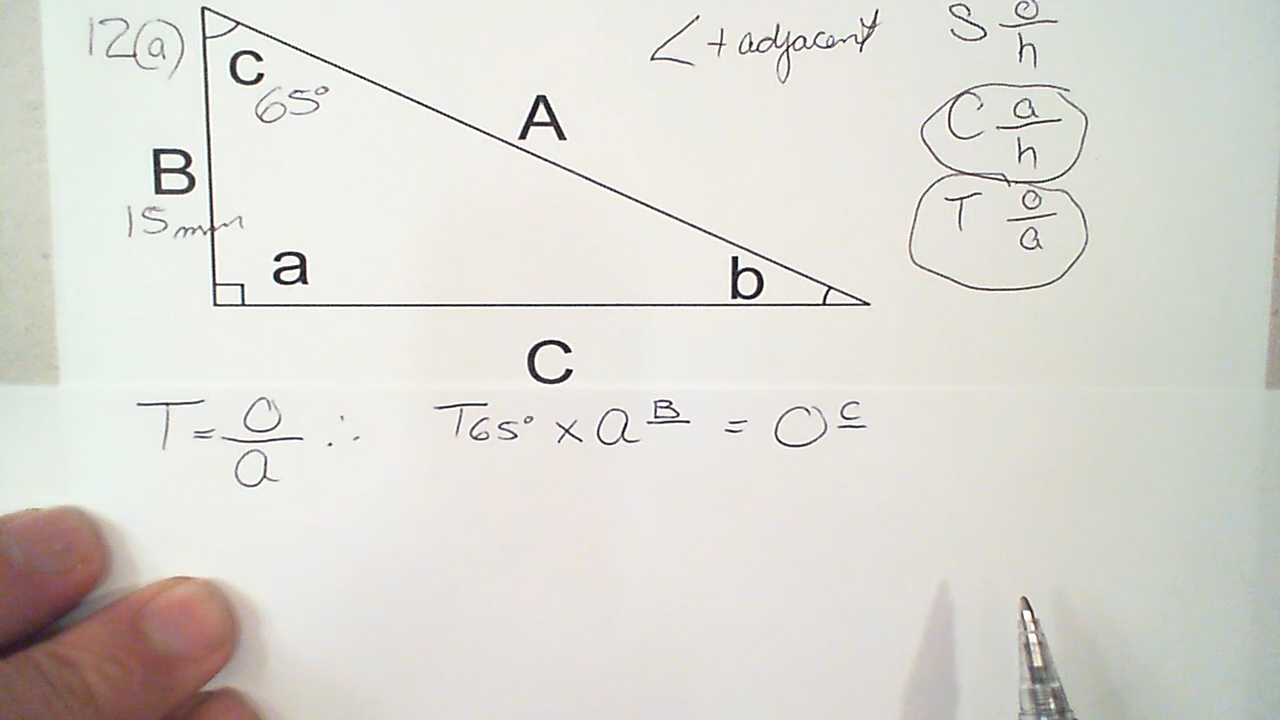 12(a)
c
65°
B
15mm
a
A
b
C
∠ + adjacent
S o/h
C a/h
T o/a
T = O/a ∴ T65° × a B = O C